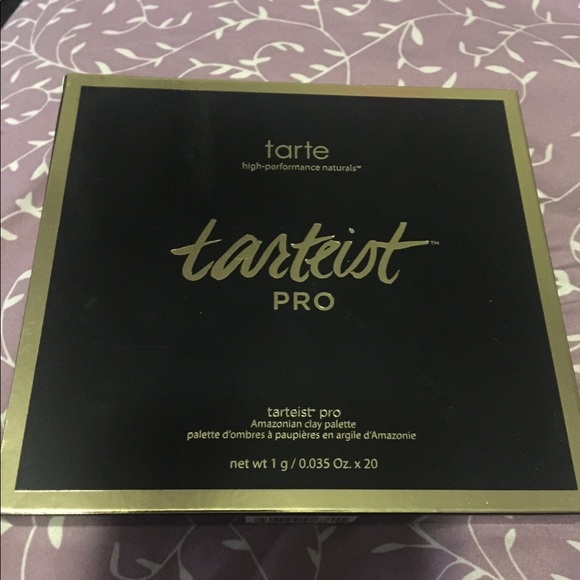 tarte
high-performance naturals™
tarteist™
PRO
tarteist™ pro
Amazonian clay palette
palette d'ombres à paupières en argile d'Amazonie
net wt 1 g / 0.035 Oz. x 20